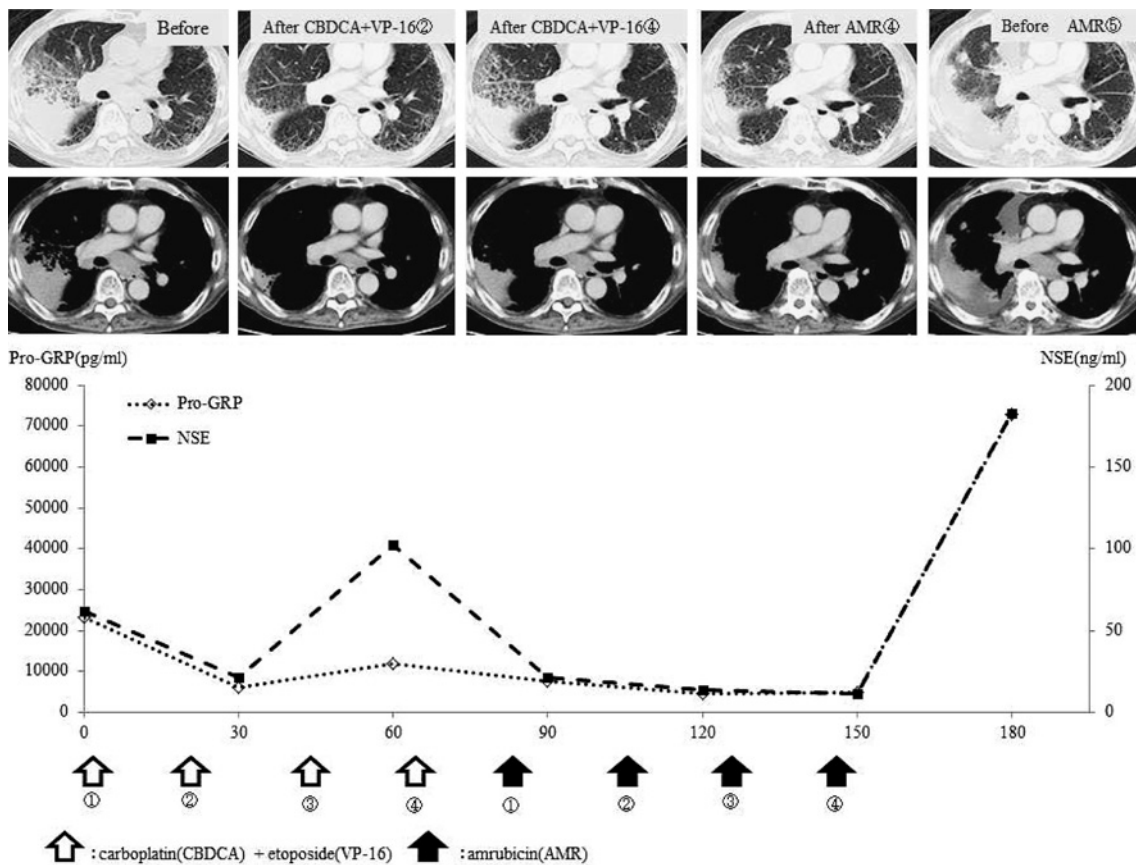 Before
After CBDCA+VP-16②
After CBDCA+VP-16④
After AMR④
Before AMR⑤
Pro-GRP(pg/ml)
NSE(ng/ml)
80000
70000
60000
50000
40000
30000
20000
10000
0
Pro-GRP
NSE
200
150
100
50
0
0 30 60 90 120 150 180
① ② ③ ④ ① ② ③ ④
: carboplatin(CBDCA) + etoposide(VP-16)
: amrubicin(AMR)